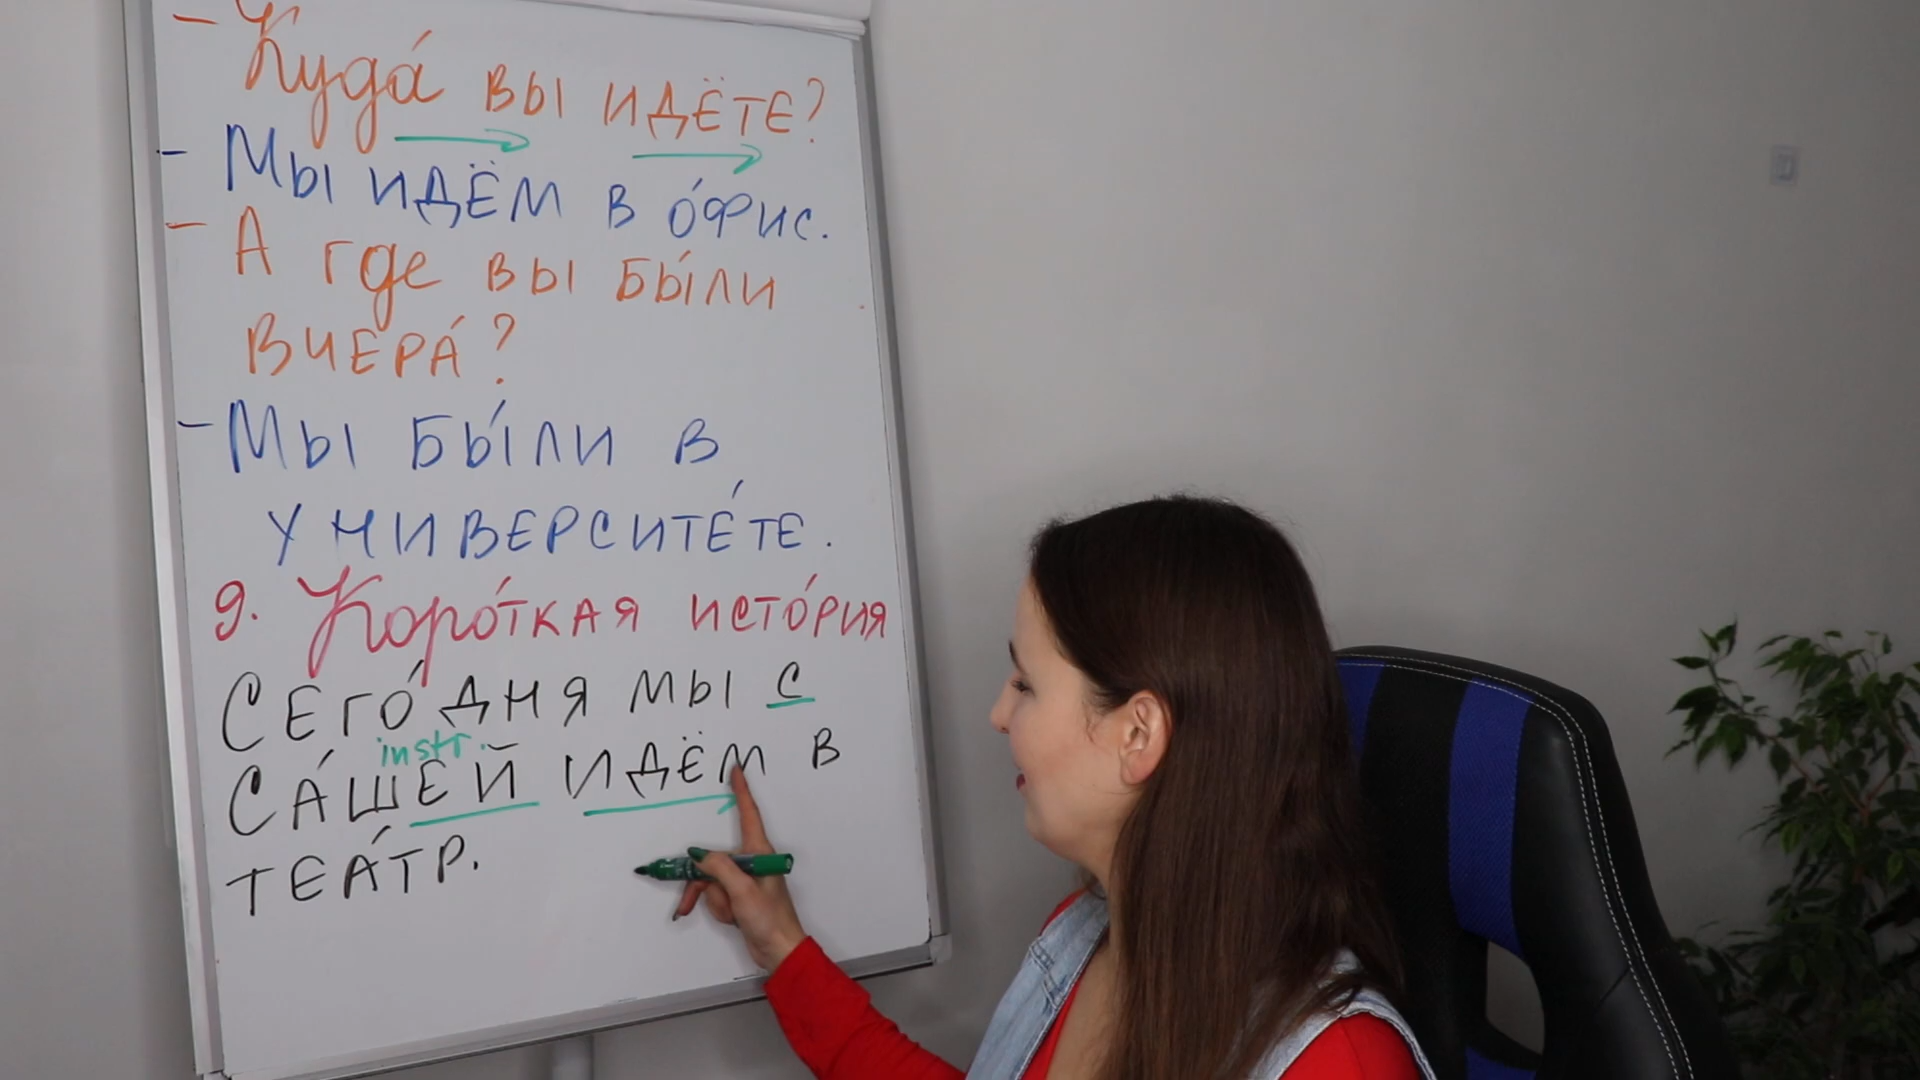 - Куда́ вы идёте?
- Мы идём в о́фис.
- А где вы бы́ли
вчера́?
- Мы бы́ли в
университе́те.
9. Коро́ткая исто́рия
Сего́дня мы с
instr.
Са́шей идём в
теа́тр.